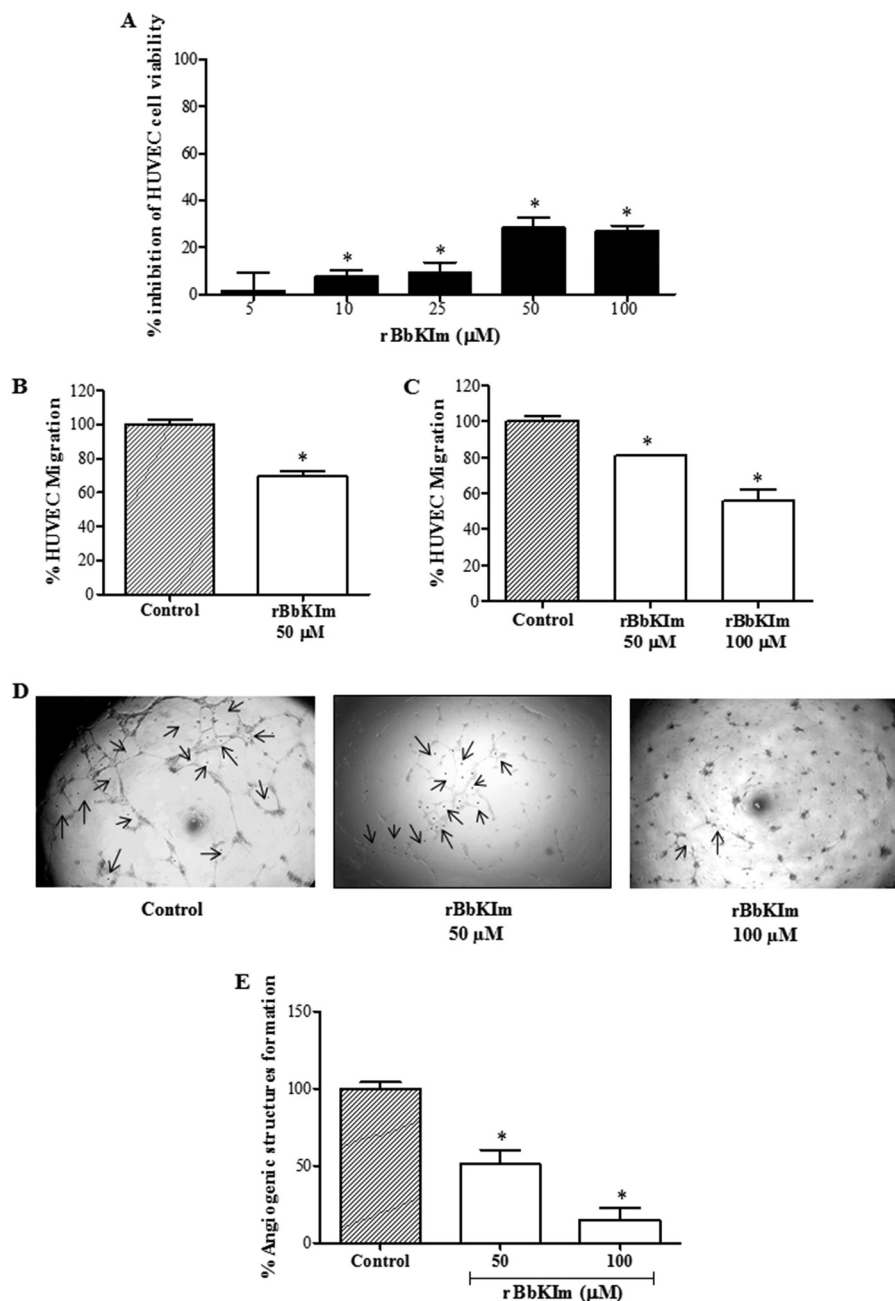 A
% inhibition of HUVEC cell viability
100
80
60
40
20
0
*
*
*
*
5 10 25 50 100
rBbKIm (μM)
B
% HUVEC Migration
120
100
80
60
40
20
0
*
Control rBbKIm
50 μM
C
% HUVEC Migration
120
100
80
60
40
20
0
*
*
Control rBbKIm rBbKIm
50 μM 100 μM
D
Control rBbKIm rBbKIm
50 μM 100 μM
E
% Angiogenic structures formation
150
100
50
0
*
*
Control 50 100
rBbKIm (μM)